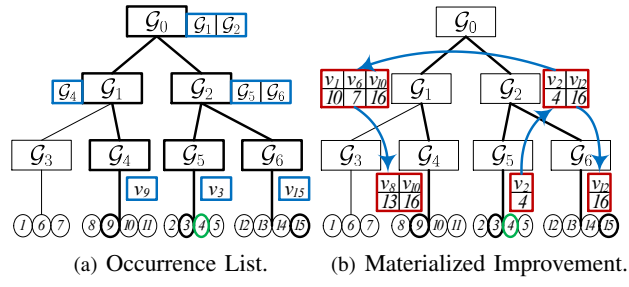 G₀ G₁ G₂
G₄ G₁ G₂ G₅ G₆
G₃ G₄ G₅ G₆
v₉ v₃ v₁₅
1 6 7 8 9 10 11 2 3 4 5 12 13 14 15
(a) Occurrence List.
G₀
v₁ v₆ v₁₀ G₁ G₂ v₂ v₁₂
10 7 16 4 16
G₃ G₄ G₅ G₆
v₈ v₁₀ v₂ v₁₂
13 16 4 16
1 6 7 8 9 10 11 2 3 4 5 12 13 14 15
(b) Materialized Improvement.